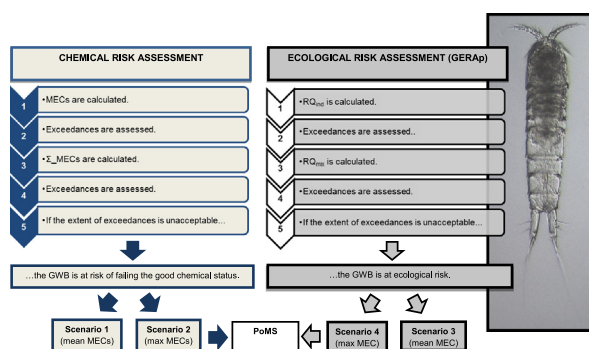 CHEMICAL RISK ASSESSMENT
1
•MECs are calculated.
2
•Exceedances are assessed.
3
•Σ_MECs are calculated.
4
•Exceedances are assessed.
5
•If the extent of exceedances is unacceptable…
…the GWB is at risk of failing the good chemical status.
Scenario 1
(mean MECs)
Scenario 2
(max MECs)
PoMS
ECOLOGICAL RISK ASSESSMENT (GERAp)
1
•RQind is calculated.
2
•Exceedances are assessed..
3
•RQmix is calculated.
4
•Exceedances are assessed.
5
•If the extent of exceedances is unacceptable…
…the GWB is at ecological risk.
Scenario 4
(max MEC)
Scenario 3
(mean MEC)